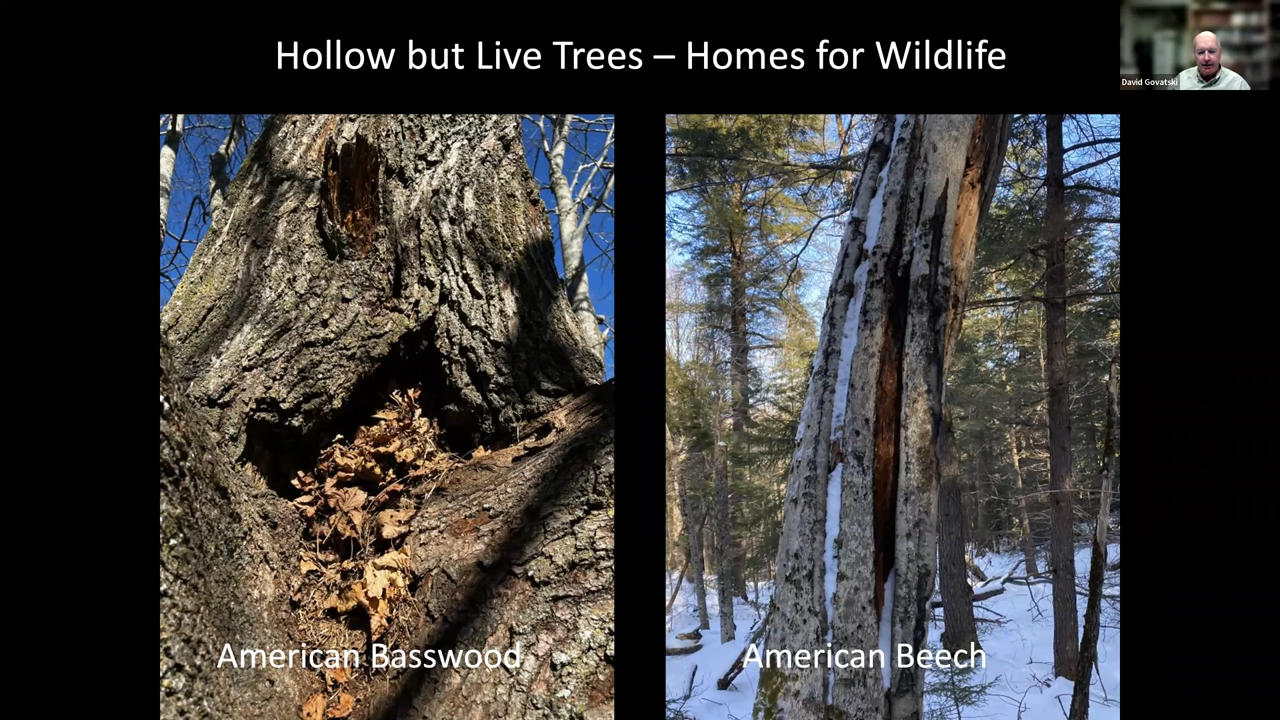 Hollow but Live Trees – Homes for Wildlife
David Govatski
American Basswood
American Beech